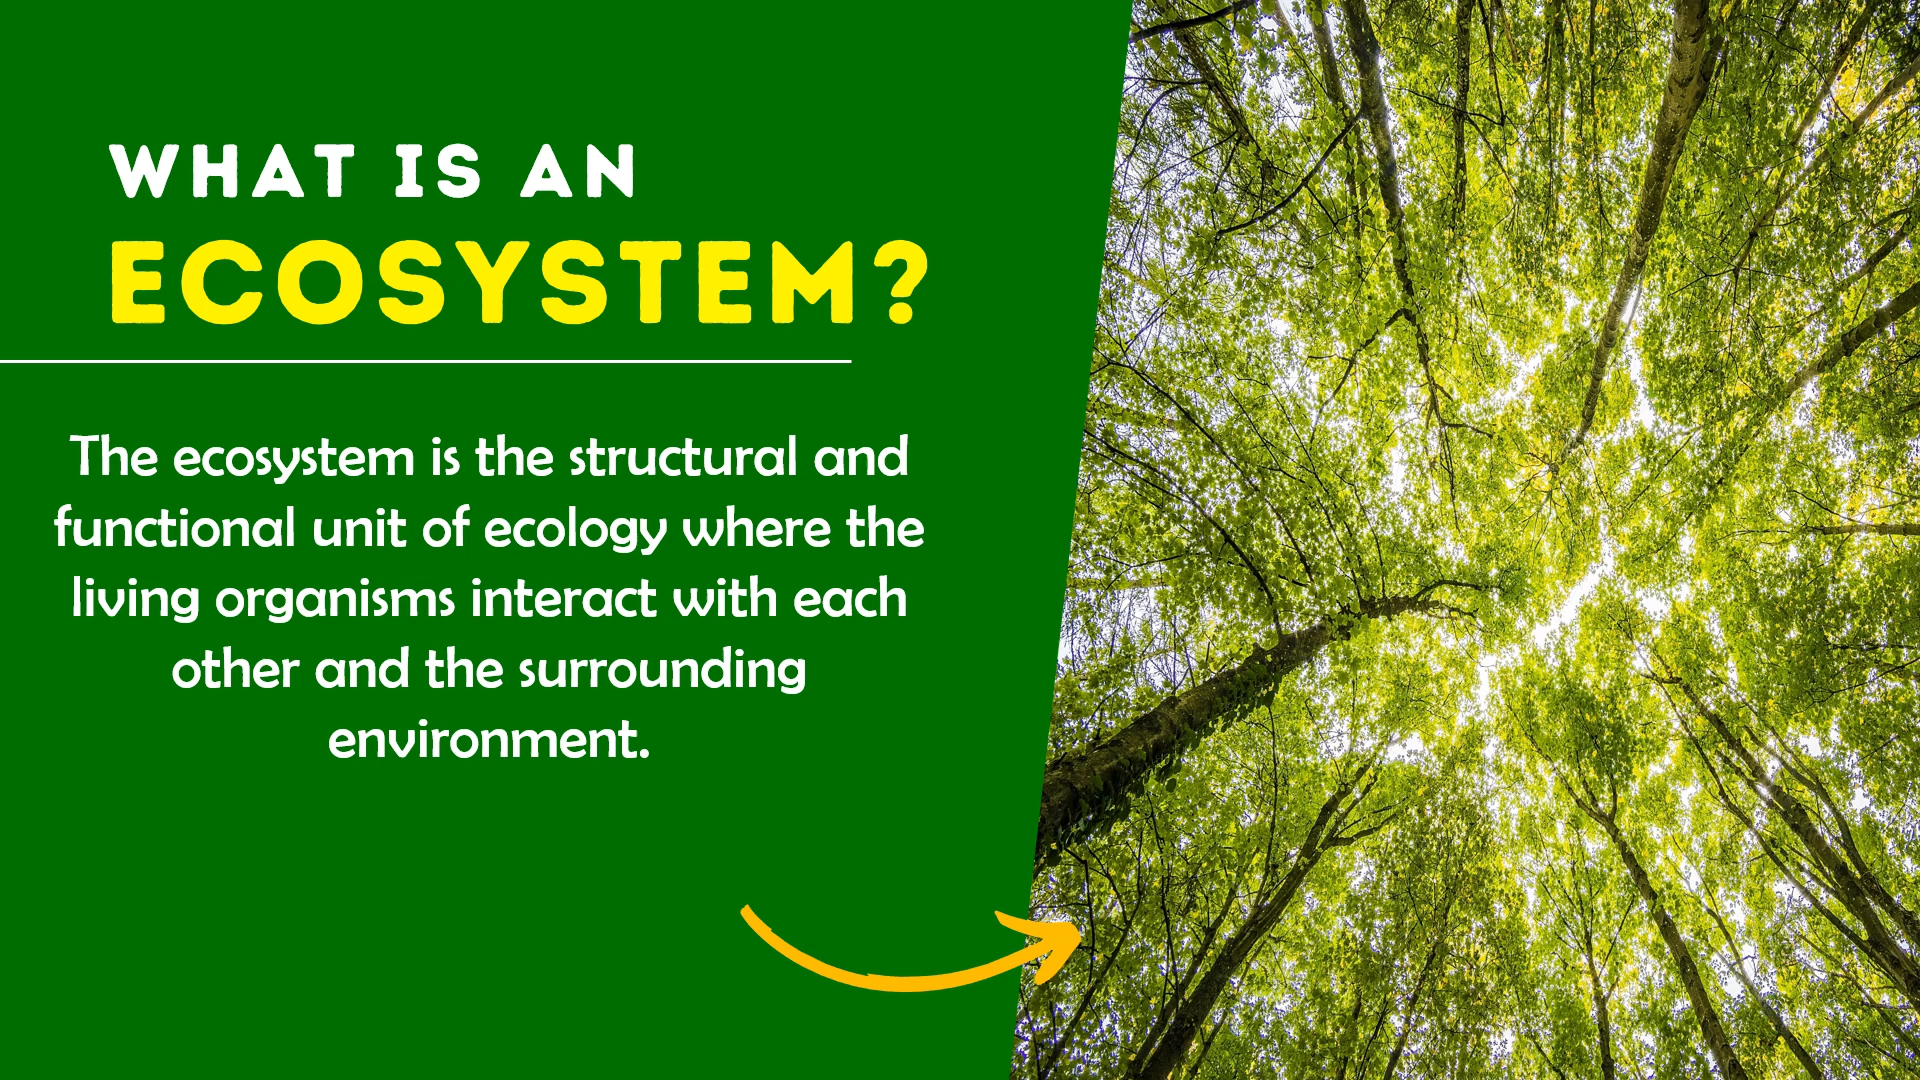 WHAT IS AN
ECOSYSTEM?
The ecosystem is the structural and
functional unit of ecology where the
living organisms interact with each
other and the surrounding
environment.